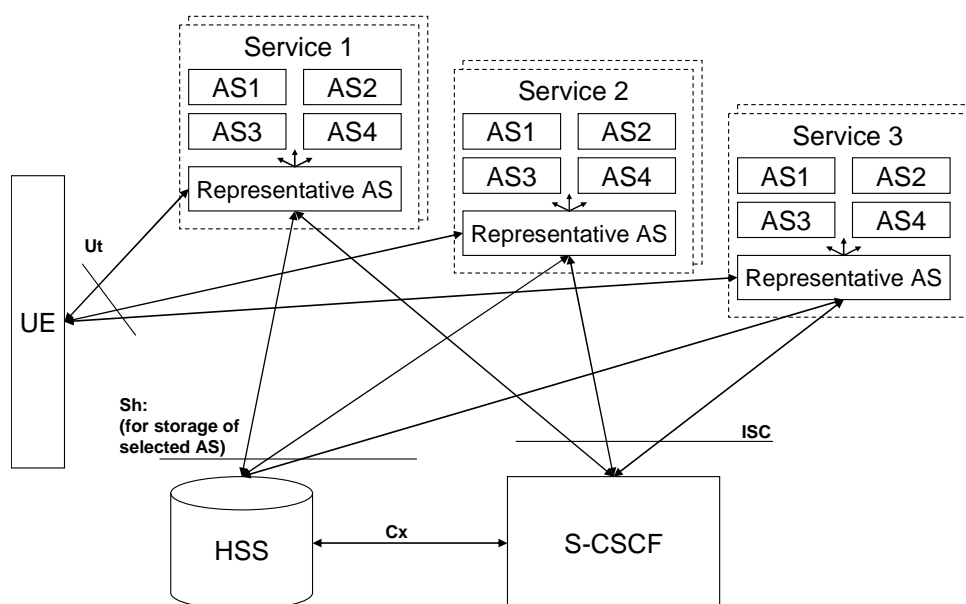 Service 1
AS1 AS2
AS3 AS4
Representative AS
Service 2
AS1 AS2
AS3 AS4
Representative AS
Service 3
AS1 AS2
AS3 AS4
Representative AS
Ut
UE
Sh:
(for storage of
selected AS)
ISC
HSS
Cx
S-CSCF